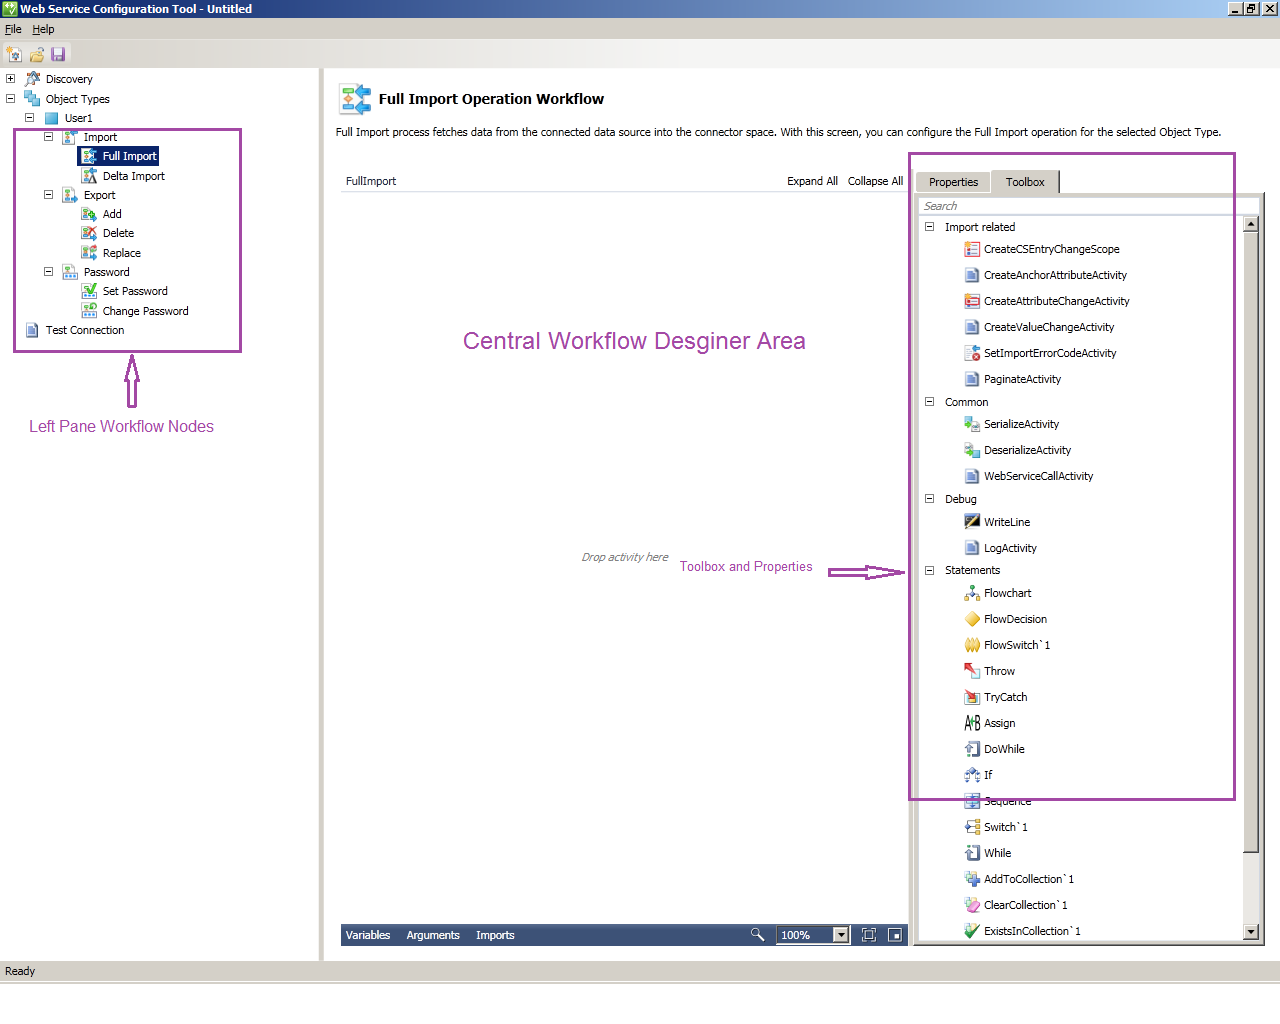 Web Service Configuration Tool - Untitled
File Help
Discovery
Object Types
User1
Import
Full Import
Delta Import
Export
Add
Delete
Replace
Password
Set Password
Change Password
Test Connection
Left Pane Workflow Nodes
Full Import Operation Workflow
Full Import process fetches data from the connected data source into the connector space. With this screen, you can configure the Full Import operation for the selected Object Type.
FullImport Expand All Collapse All
Central Workflow Desginer Area
Drop activity here
Toolbox and Properties
Variables Arguments Imports 100%
Properties Toolbox
Search
Import related
CreateCSEntryChangeScope
CreateAnchorAttributeActivity
CreateAttributeChangeActivity
CreateValueChangeActivity
SetImportErrorCodeActivity
PaginateActivity
Common
SerializeActivity
DeserializeActivity
WebServiceCallActivity
Debug
WriteLine
LogActivity
Statements
Flowchart
FlowDecision
FlowSwitch`1
Throw
TryCatch
A+B Assign
DoWhile
If
Sequence
Switch`1
While
AddToCollection`1
ClearCollection`1
ExistsInCollection`1
Ready